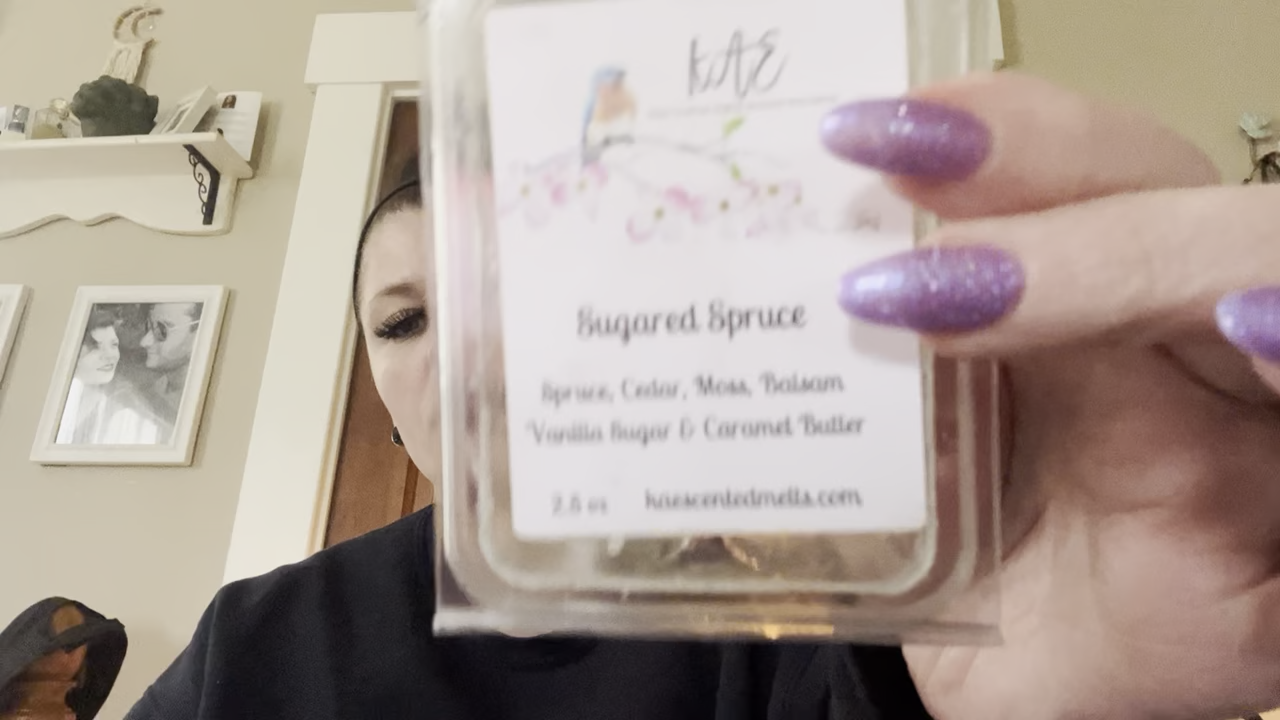 KAE
Sugared Spruce
Spruce, Cedar, Moss, Balsam
Vanilla Sugar & Caramel Butter
2.5 oz kaescentedmelts.com